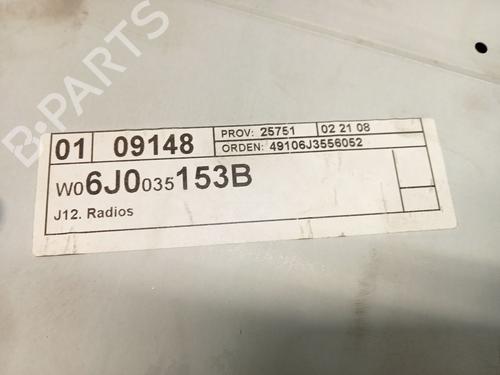 B-PARTS
01 09148 PROV: 25751 02 21 08
ORDEN: 49106J3556052
W06J0035153B
J12. Radios